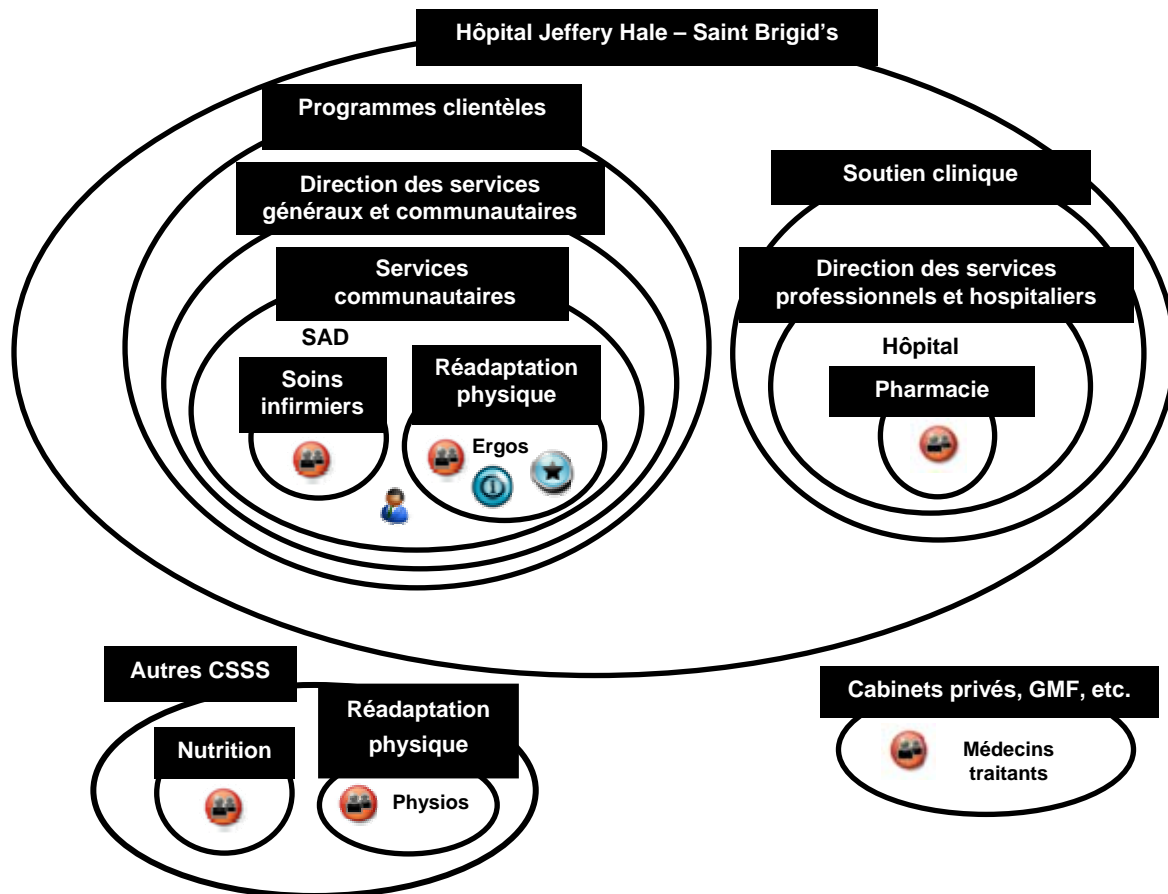 Hôpital Jeffery Hale – Saint Brigid's
Programmes clientèles
Direction des services
généraux et communautaires
Services
communautaires
SAD
Soins
infirmiers
Réadaptation
physique
Ergos
Soutien clinique
Direction des services
professionnels et hospitaliers
Hôpital
Pharmacie
Autres CSSS
Nutrition
Réadaptation
physique
Physios
Cabinets privés, GMF, etc.
Médecins
traitants